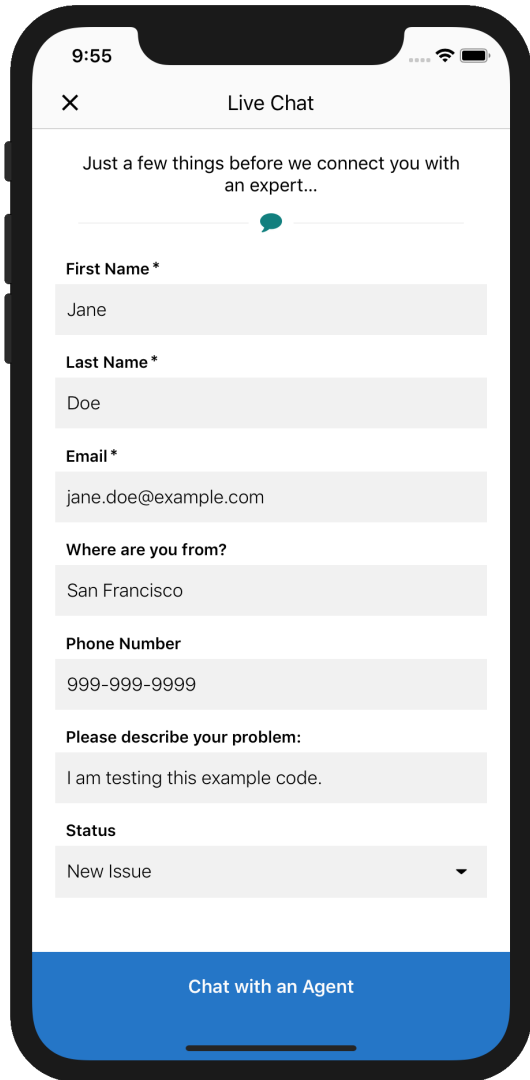 9:55
Live Chat
Just a few things before we connect you with
an expert...
First Name*
Jane
Last Name*
Doe
Email*
jane.doe@example.com
Where are you from?
San Francisco
Phone Number
999-999-9999
Please describe your problem:
I am testing this example code.
Status
New Issue
Chat with an Agent